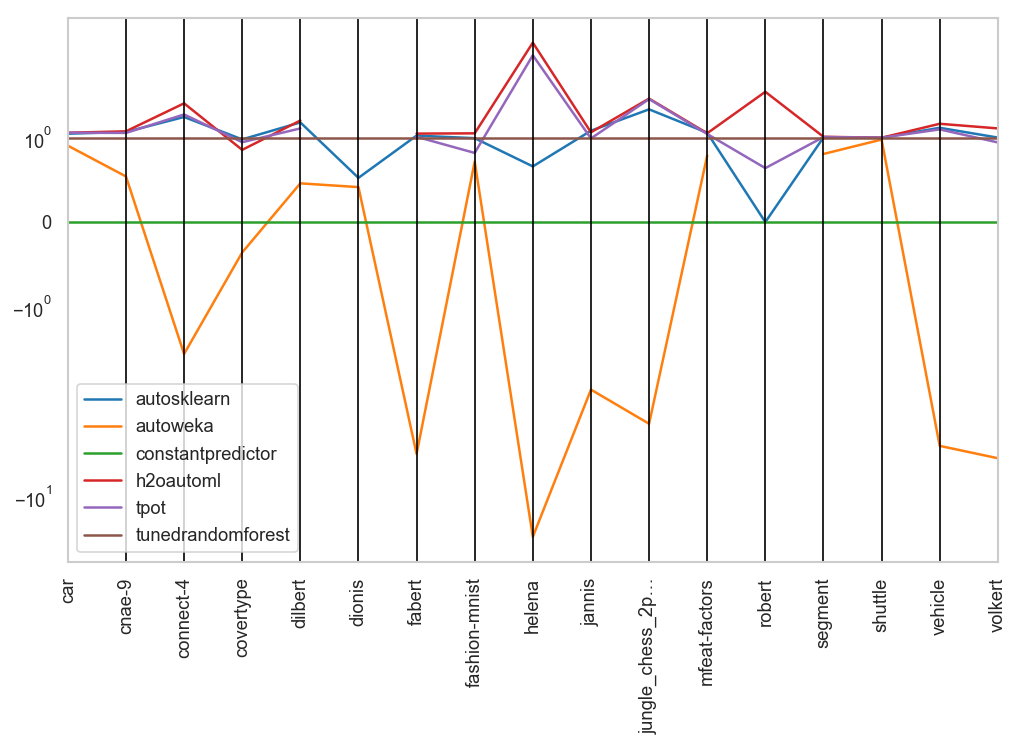 10^0
0
−10^0
−10^1
autosklearn
autoweka
constantpredictor
h2oautoml
tpot
tunedrandomforest
car
cnae-9
connect-4
covertype
dilbert
dionis
fabert
fashion-mnist
helena
jannis
jungle_chess_2p…
mfeat-factors
robert
segment
shuttle
vehicle
volkert